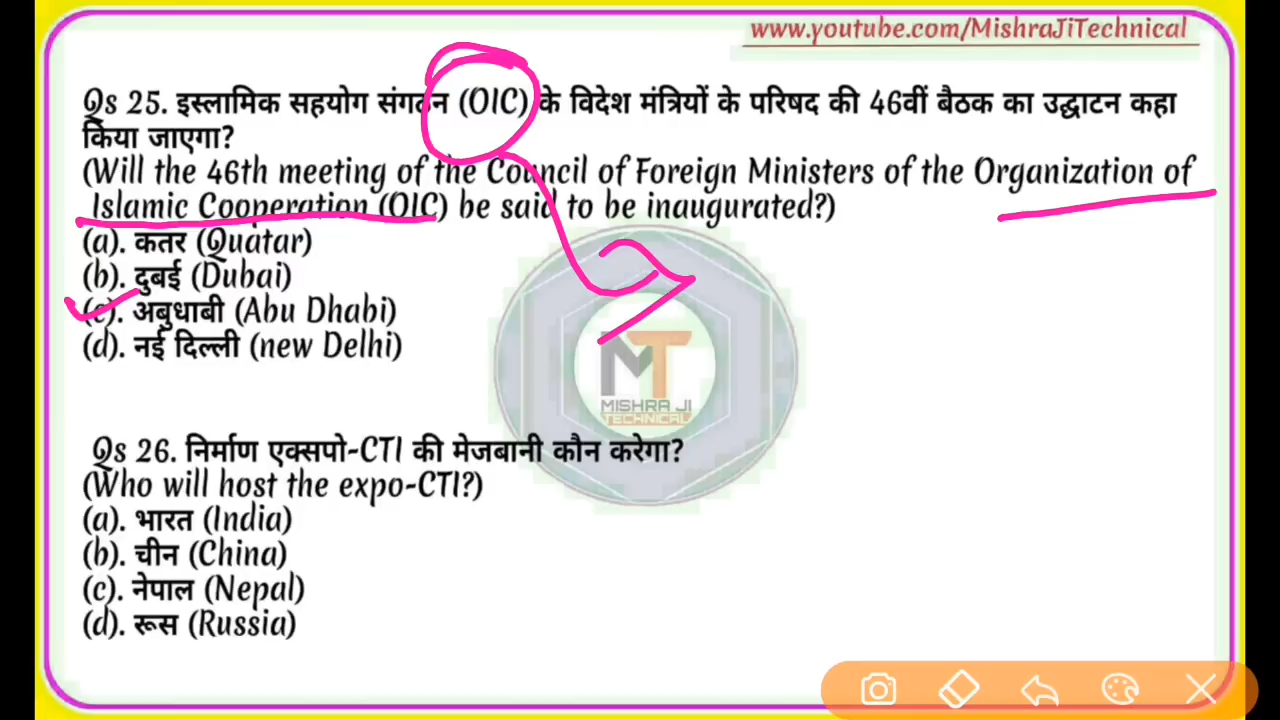 www.youtube.com/MishraJiTechnical
Qs 25. इस्लामिक सहयोग संगठन (OIC) के विदेश मंत्रियों के परिषद की 46वीं बैठक का उद्घाटन कहा
किया जाएगा?
(Will the 46th meeting of the Council of Foreign Ministers of the Organization of
Islamic Cooperation (OIC) be said to be inaugurated?)
(a). कतर (Quatar)
(b). दुबई (Dubai)
(c). अबुधाबी (Abu Dhabi)
(d). नई दिल्ली (new Delhi)
MT
MISHRA JI
TECHNICAL
Qs 26. निर्माण एक्सपो-CTI की मेजबानी कौन करेगा?
(Who will host the expo-CTI?)
(a). भारत (India)
(b). चीन (China)
(c). नेपाल (Nepal)
(d). रूस (Russia)